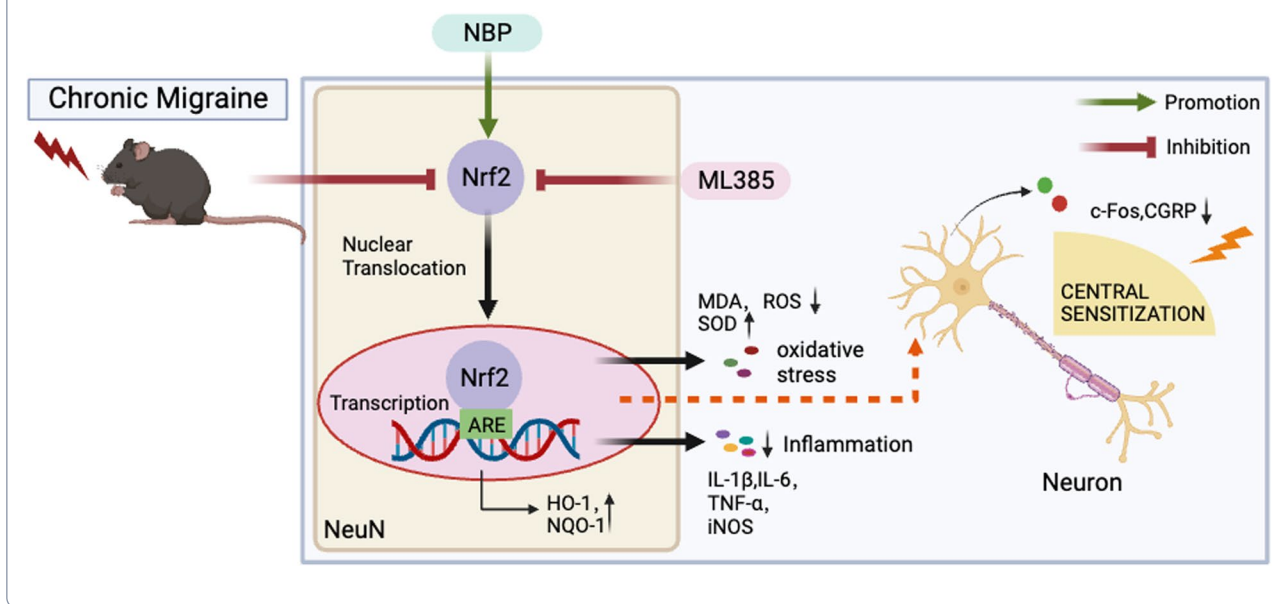 NBP
Chronic Migraine
Promotion
Inhibition
Nrf2
ML385
c-Fos,CGRP
Nuclear
Translocation
CENTRAL
SENSITIZATION
MDA, ROS
SOD
oxidative
stress
Nrf2
Transcription
ARE
Inflammation
IL-1β,IL-6,
TNF-α,
iNOS
Neuron
HO-1,
NQO-1
NeuN